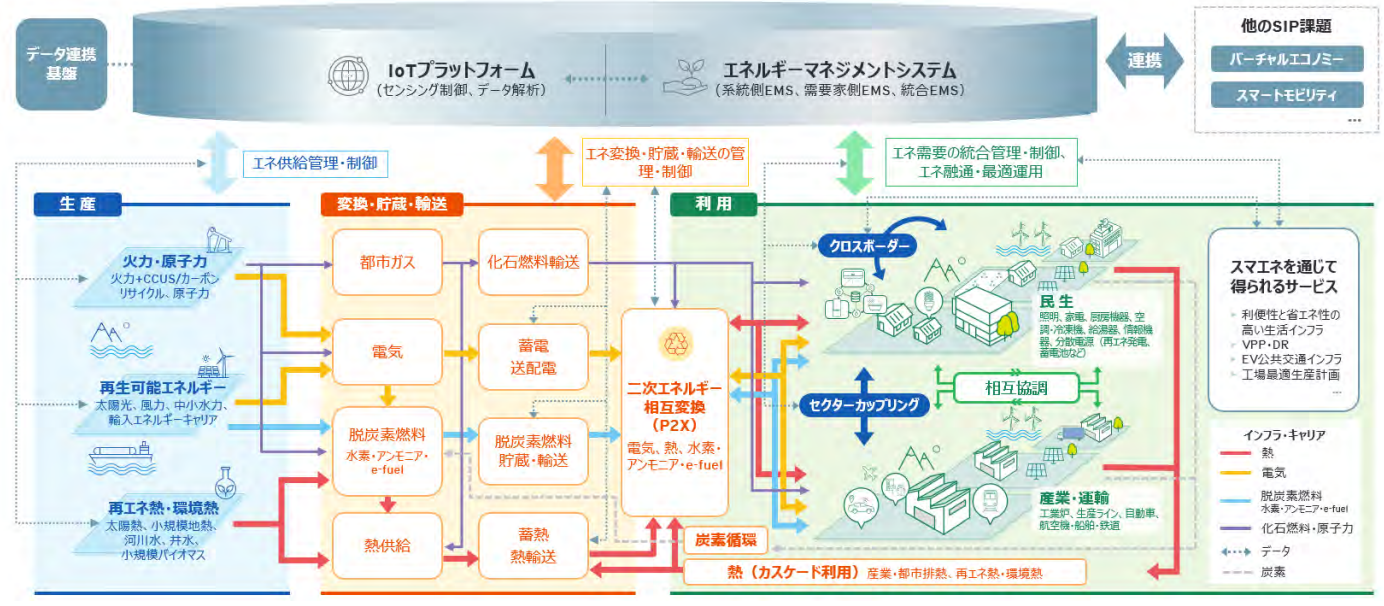 データ連携
基盤
IoTプラットフォーム
(センシング制御、データ解析)
エネルギーマネジメントシステム
(系統側EMS、需要家側EMS、統合EMS)
連携
他のSIP課題
バーチャルエコノミー
スマートモビリティ
…
エネ供給管理・制御
エネ変換・貯蔵・輸送の管
理・制御
エネ需要の統合管理・制御、
エネ融通・最適運用
生産
火力・原子力
火力+CCUS/カーボン
リサイクル、原子力
再生可能エネルギー
太陽光、風力、中小水力、
輸入エネルギーキャリア
再エネ熱・環境熱
太陽熱、小規模地熱、
河川水、井水、
小規模バイオマス
変換・貯蔵・輸送
都市ガス
化石燃料輸送
電気
蓄電
送配電
脱炭素燃料
水素・アンモニア・
e-fuel
脱炭素燃料
貯蔵・輸送
熱供給
蓄熱
熱輸送
二次エネルギー
相互変換
(P2X)
電気、熱、水素・
アンモニア・e-fuel
利用
クロスボーダー
民生
照明、家電、厨房機器、空
調・冷凍機、給湯器、情報機
器、分散電源(再エネ発電、
蓄電池など)
セクターカップリング
相互協調
産業・運輸
工業炉、生産ライン、自動車、
航空機・船舶・鉄道
炭素循環
熱(カスケード利用)産業・都市排熱、再エネ熱・環境熱
スマエネを通じて
得られるサービス
利便性と省エネ性の
高い生活インフラ
VPP・DR
EV公共交通インフラ
工場最適生産計画
…
インフラ・キャリア
熱
電気
脱炭素燃料
水素・アンモニア・e-fuel
化石燃料・原子力
データ
炭素